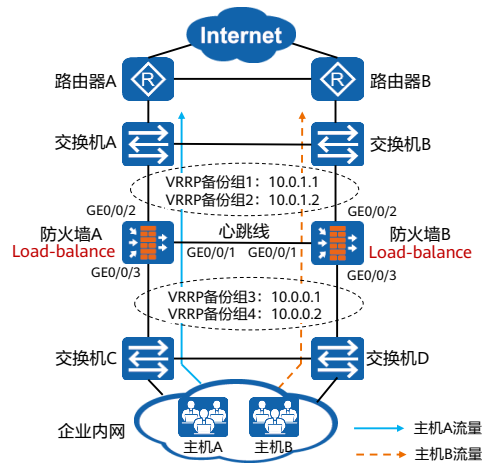 Internet
路由器A
R
R
路由器B
交换机A
交换机B
VRRP备份组1：10.0.1.1
VRRP备份组2：10.0.1.2
GE0/0/2
GE0/0/2
防火墙A
心跳线
防火墙B
Load-balance
GE0/0/1
GE0/0/1
Load-balance
GE0/0/3
GE0/0/3
VRRP备份组3：10.0.0.1
VRRP备份组4：10.0.0.2
交换机C
交换机D
企业内网
主机A
主机B
主机A流量
主机B流量